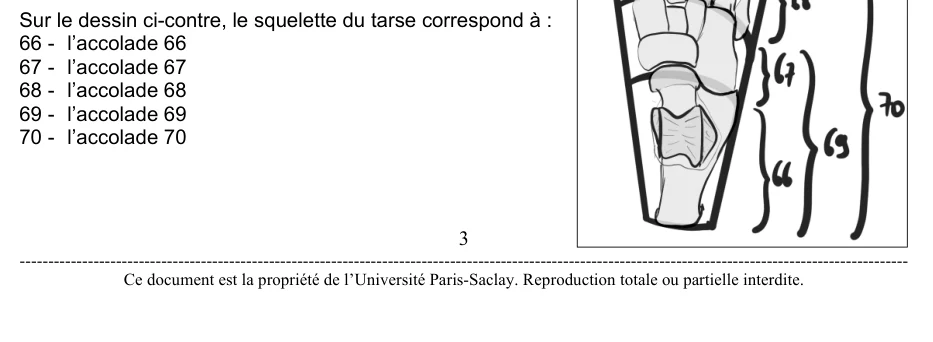 Sur le dessin ci-contre, le squelette du tarse correspond à :
66 - l'accolade 66
67 - l'accolade 67
68 - l'accolade 68
69 - l'accolade 69
70 - l'accolade 70
67
70
69
66
3
Ce document est la propriété de l'Université Paris-Saclay. Reproduction totale ou partielle interdite.